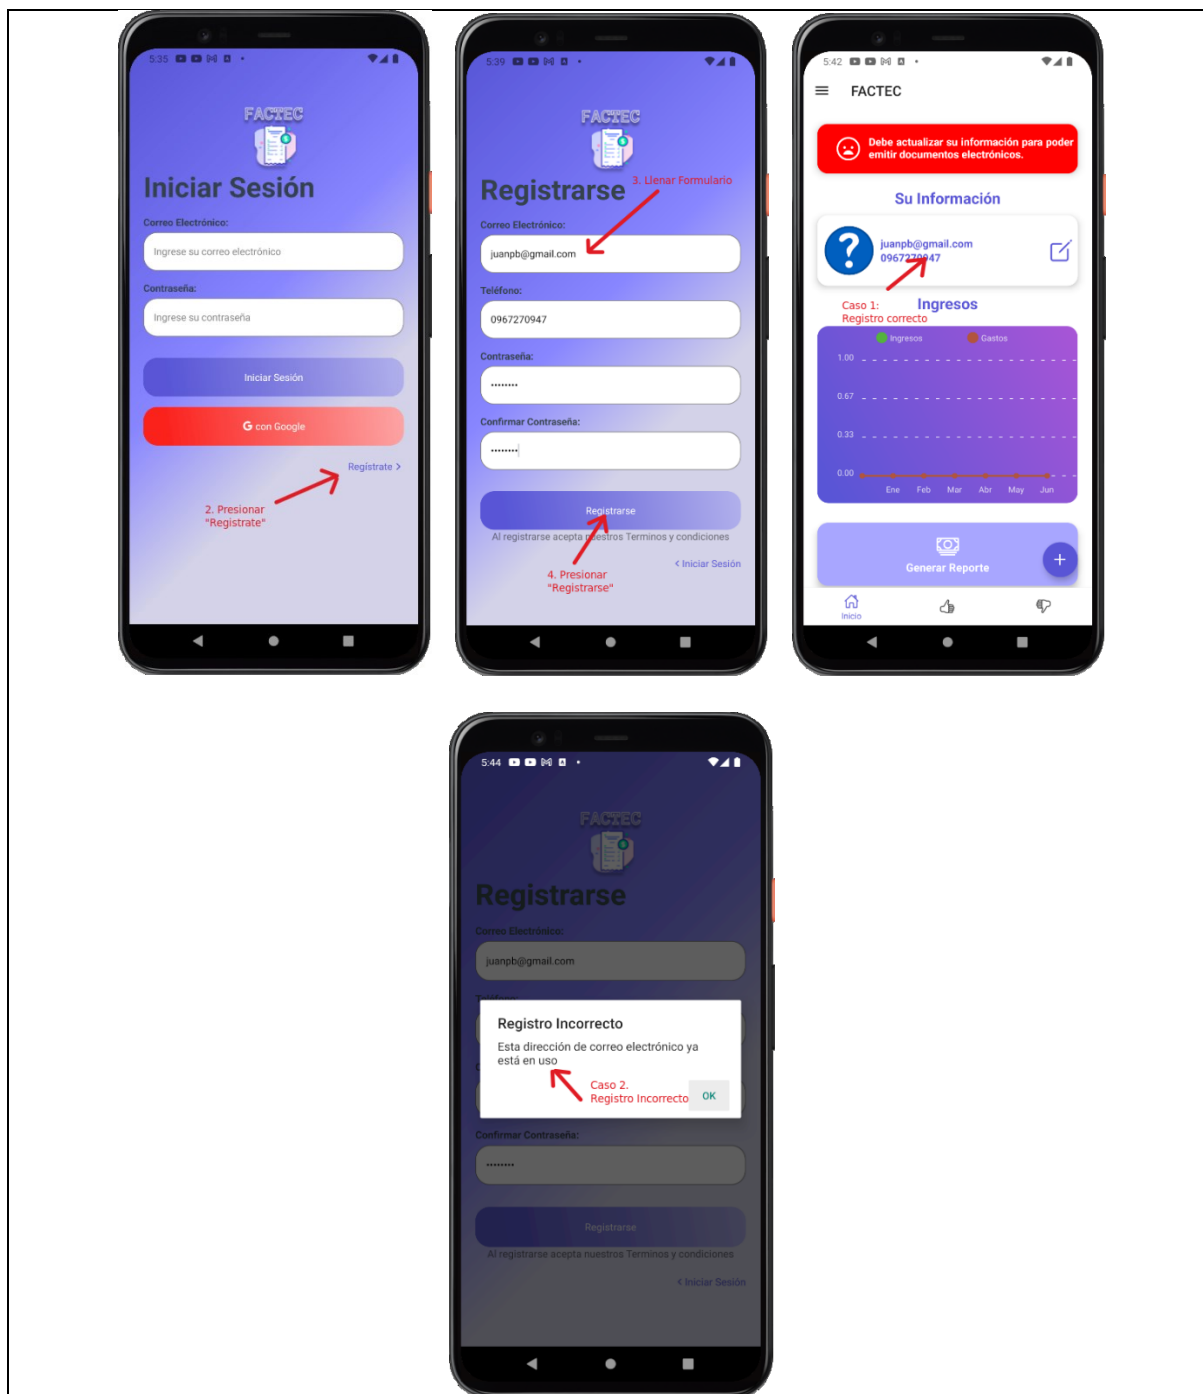 5:35
FACTEC
Iniciar Sesión
Correo Electrónico:
Ingrese su correo electrónico
Contraseña:
Ingrese su contraseña
Iniciar Sesión
G con Google
Regístrate >
2. Presionar
"Registrate"
5:39
FACTEC
Registrarse
3. Llenar Formulario
Correo Electrónico:
juanpb@gmail.com
Teléfono:
0967270947
Contraseña:
••••••••
Confirmar Contraseña:
••••••••
Registrarse
Al registrarse acepta nuestros Terminos y condiciones
< Iniciar Sesión
4. Presionar
"Registrarse"
5:42
FACTEC
Debe actualizar su información para poder
emitir documentos electrónicos.
Su Información
juanpb@gmail.com
0967270947
Caso 1:
Registro correcto
Ingresos
Ingresos Gastos
1.00
0.67
0.33
0.00
Ene Feb Mar Abr May Jun
Generar Reporte
+
Inicio
5:44
FACTEC
Registrarse
Correo Electrónico:
juanpb@gmail.com
Teléfono:
Registro Incorrecto
Esta dirección de correo electrónico ya
está en uso
Caso 2.
Registro Incorrecto
OK
Confirmar Contraseña:
••••••••
Registrarse
Al registrarse acepta nuestros Terminos y condiciones
< Iniciar Sesión